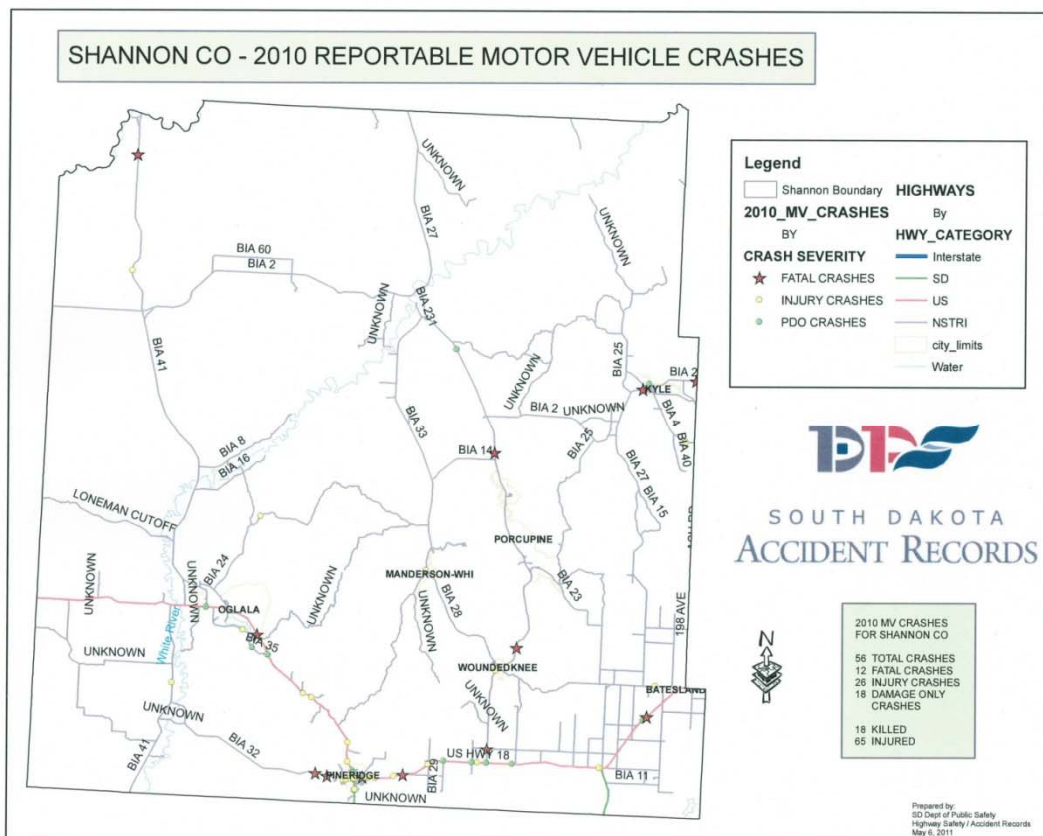 SHANNON CO - 2010 REPORTABLE MOTOR VEHICLE CRASHES
UNKNOWN
BIA 27
UNKNOWN
BIA 60
BIA 2
UNKNOWN
BIA 231
BIA 41
BIA 25
BIA 2
KYLE
UNKNOWN
BIA 2
UNKNOWN
BIA 4
BIA 33
BIA 25
BIA 40
BIA 8
BIA 16
BIA 14
BIA 27
BIA 15
LONEMAN CUTOFF
PORCUPINE
BIA 24
MANDERSON-WHI
UNKNOWN
UNKNOWN
UNKNOWN
OGLALA
BIA 28
BIA 23
198 AVE
White River
BIA 35
UNKNOWN
UNKNOWN
WOUNDEDKNEE
BATESLAND
UNKNOWN
UNKNOWN
BIA 41
BIA 32
US HWY 18
PINERIDGE
BIA 29
BIA 11
UNKNOWN
Legend
Shannon Boundary
2010_MV_CRASHES
BY
CRASH SEVERITY
FATAL CRASHES
INJURY CRASHES
PDO CRASHES
HIGHWAYS
By
HWY_CATEGORY
Interstate
SD
US
NSTRI
city_limits
Water
DPS
SOUTH DAKOTA
ACCIDENT RECORDS
N
2010 MV CRASHES
FOR SHANNON CO
56 TOTAL CRASHES
12 FATAL CRASHES
26 INJURY CRASHES
18 DAMAGE ONLY
CRASHES
18 KILLED
65 INJURED
Prepared by:
SD Dept of Public Safety
Highway Safety / Accident Records
May 6, 2011